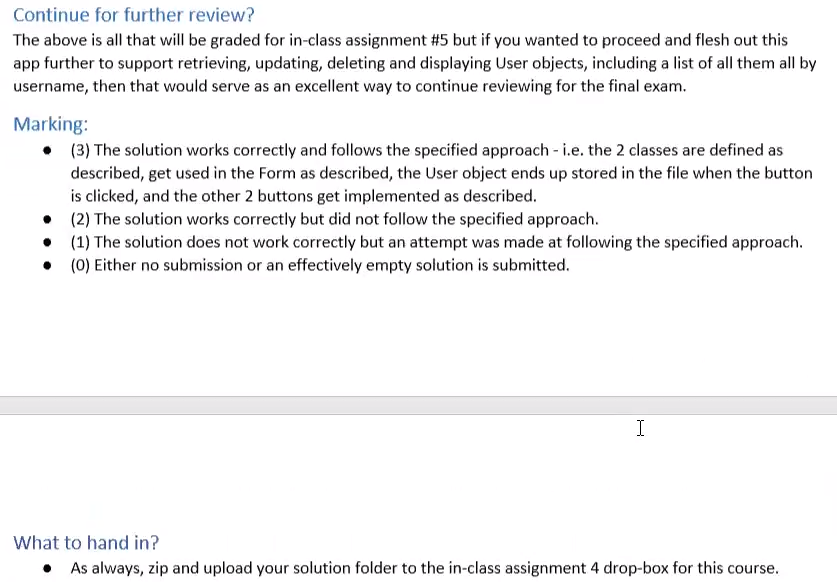 Continue for further review?
The above is all that will be graded for in-class assignment #5 but if you wanted to proceed and flesh out this
app further to support retrieving, updating, deleting and displaying User objects, including a list of all them all by
username, then that would serve as an excellent way to continue reviewing for the final exam.
Marking:
● (3) The solution works correctly and follows the specified approach - i.e. the 2 classes are defined as
described, get used in the Form as described, the User object ends up stored in the file when the button
is clicked, and the other 2 buttons get implemented as described.
● (2) The solution works correctly but did not follow the specified approach.
● (1) The solution does not work correctly but an attempt was made at following the specified approach.
● (0) Either no submission or an effectively empty solution is submitted.
What to hand in?
● As always, zip and upload your solution folder to the in-class assignment 4 drop-box for this course.